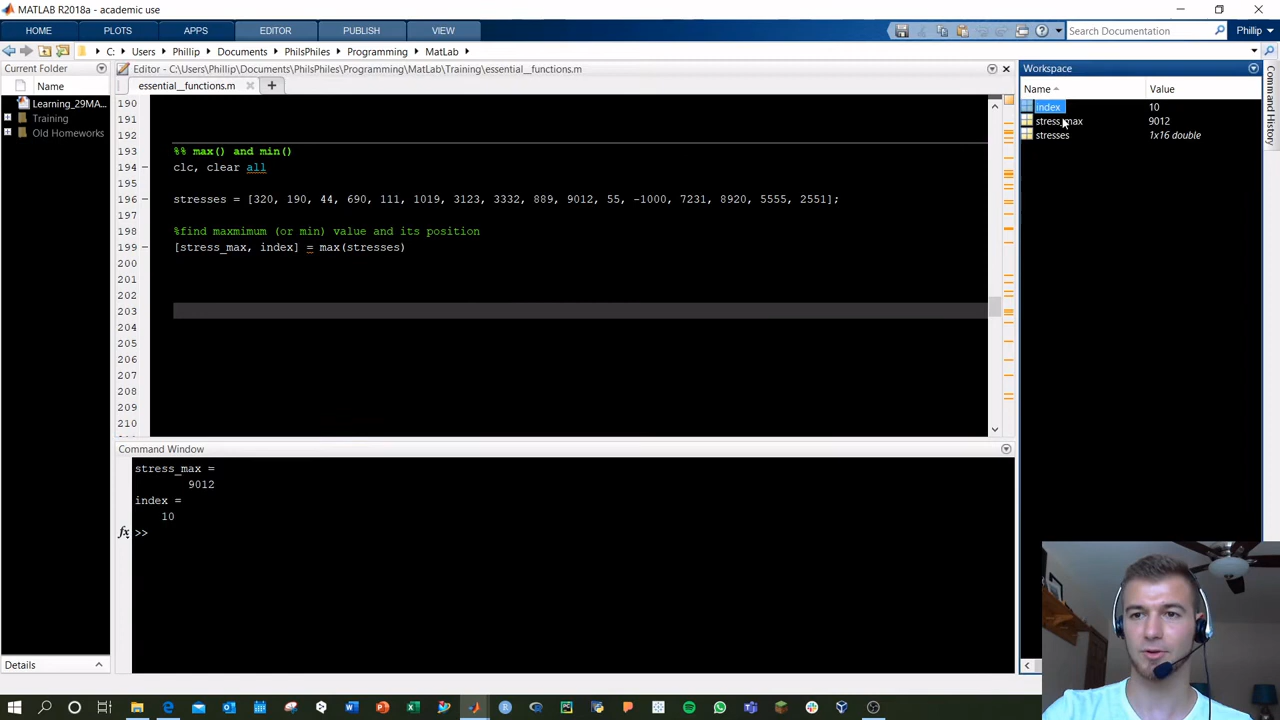 MATLAB R2018a - academic use
HOME PLOTS APPS EDITOR PUBLISH VIEW Search Documentation Phillip
C: Users Phillip Documents PhilsPhiles Programming MatLab
Current Folder
Name
Learning_29MA...
Training
Old Homeworks
Details
Editor - C:\Users\Phillip\Documents\PhilsPhiles\Programming\MatLab\Training\essential__functions.m
essential__functions.m
190
191
192
193 %% max() and min()
194 clc, clear all
195
196 stresses = [320, 190, 44, 690, 111, 1019, 3123, 3332, 889, 9012, 55, -1000, 7231, 8920, 5555, 2551];
197
198 %find maxmimum (or min) value and its position
199 [stress_max, index] = max(stresses)
200
201
202
203
204
205
206
207
208
209
210
Command Window
stress_max =
9012
index =
10
fx >>
Workspace
Name Value
index 10
stress_max 9012
stresses 1x16 double
Command History